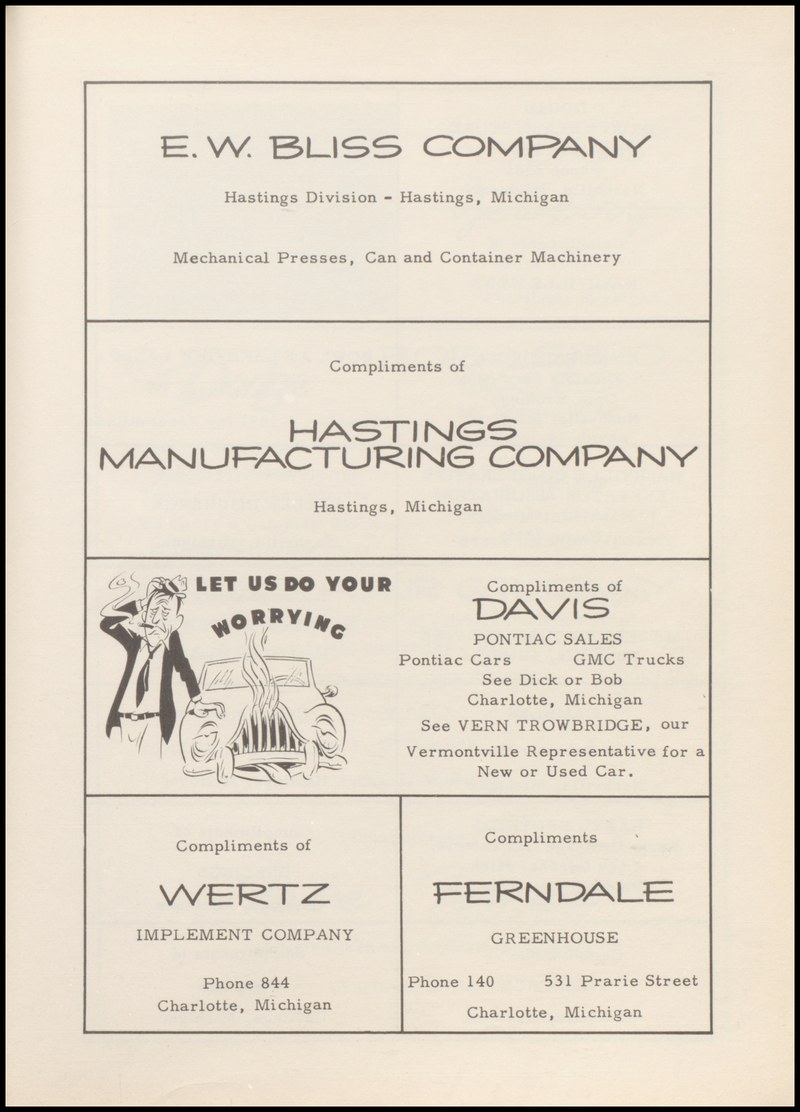 E. W. BLISS COMPANY
Hastings Division - Hastings, Michigan
Mechanical Presses, Can and Container Machinery
Compliments of
HASTINGS
MANUFACTURING COMPANY
Hastings, Michigan
LET US DO YOUR
WORRYING
Compliments of
DAVIS
PONTIAC SALES
Pontiac Cars GMC Trucks
See Dick or Bob
Charlotte, Michigan
See VERN TROWBRIDGE, our
Vermontville Representative for a
New or Used Car.
Compliments of
WERTZ
IMPLEMENT COMPANY
Phone 844
Charlotte, Michigan
Compliments
FERNDALE
GREENHOUSE
Phone 140 531 Prarie Street
Charlotte, Michigan